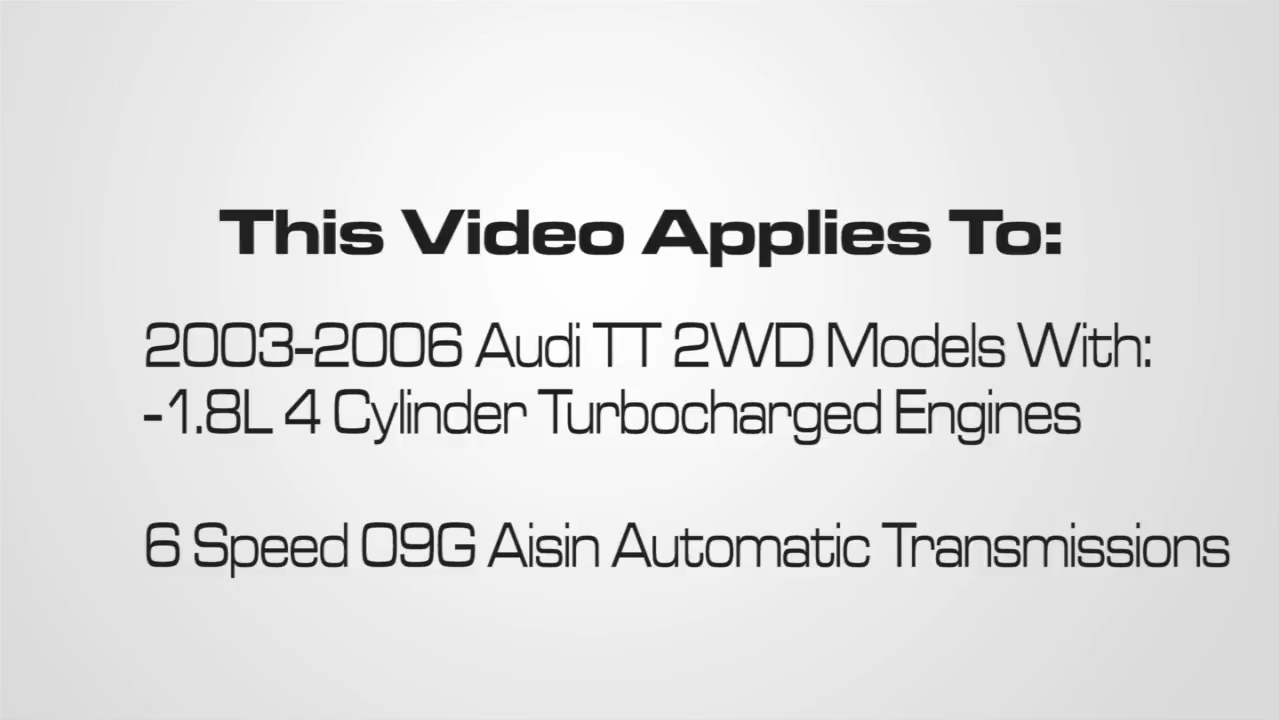 This Video Applies To:
2003-2006 Audi TT 2WD Models With:
-1.8L 4 Cylinder Turbocharged Engines
6 Speed 09G Aisin Automatic Transmissions